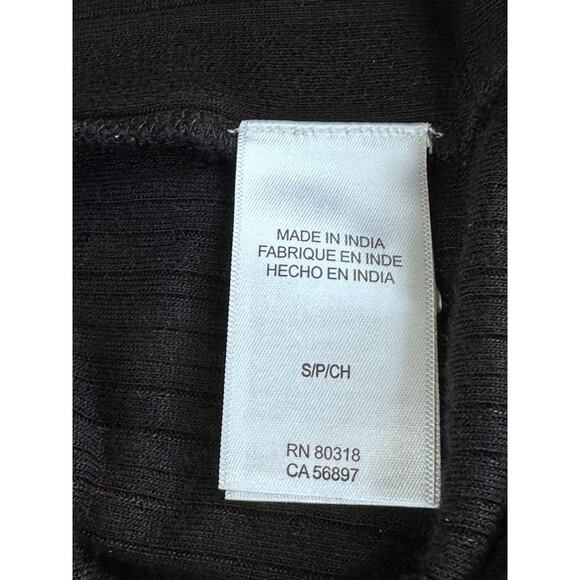 MADE IN INDIA
FABRIQUE EN INDE
HECHO EN INDIA
S/P/CH
RN 80318
CA 56897